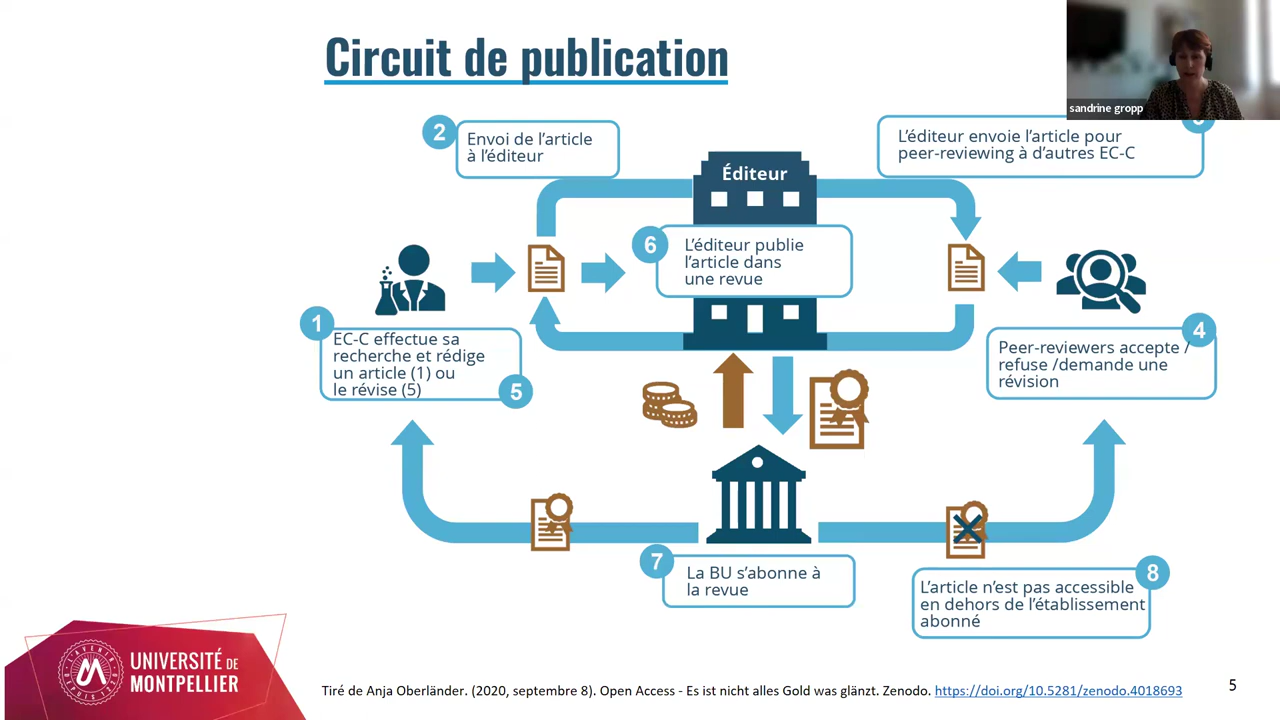 Circuit de publication
sandrine gropp
2
Envoi de l'article
à l'éditeur
Éditeur
L'éditeur envoie l'article pour
peer-reviewing à d'autres EC-C
6
L'éditeur publie
l'article dans
une revue
1
EC-C effectue sa
recherche et rédige
un article (1) ou
le révise (5)
5
4
Peer-reviewers accepte /
refuse /demande une
révision
7
La BU s'abonne à
la revue
8
L'article n'est pas accessible
en dehors de l'établissement
abonné
UNIVERSITÉ DE
MONTPELLIER
Tiré de Anja Oberländer. (2020, septembre 8). Open Access - Es ist nicht alles Gold was glänzt. Zenodo. https://doi.org/10.5281/zenodo.4018693
5